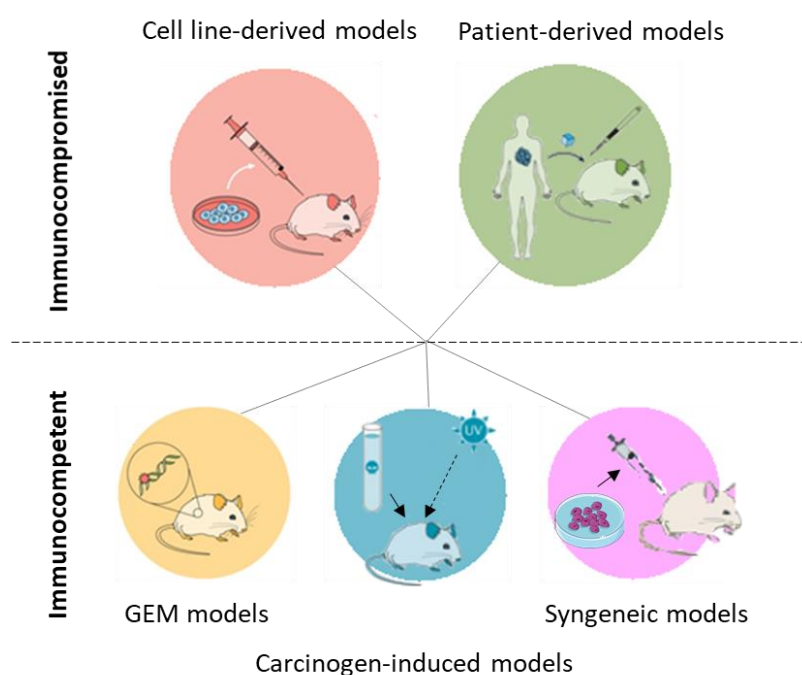 Cell line-derived models
Patient-derived models
Immunocompromised
Immunocompetent
UV
GEM models
Syngeneic models
Carcinogen-induced models